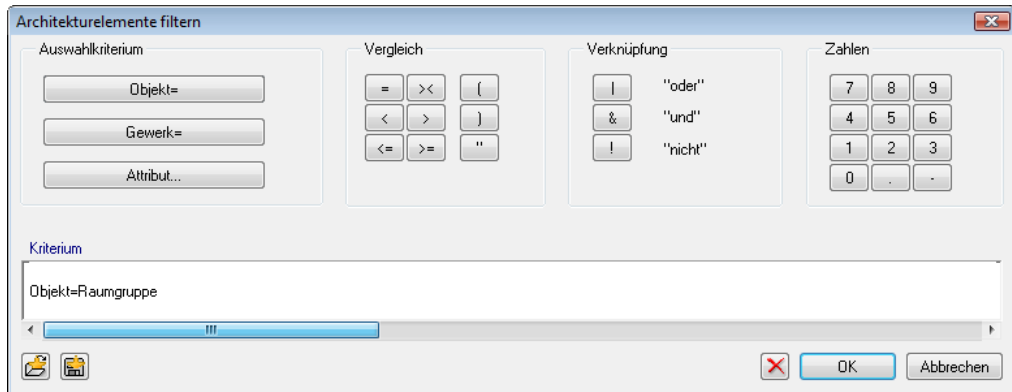 Architekturelemente filtern
Auswahlkriterium
Objekt=
Gewerk=
Attribut...
Vergleich
= >< (
< > )
<= >= "
Verknüpfung
| "oder"
& "und"
! "nicht"
Zahlen
7 8 9
4 5 6
1 2 3
0 . -
Kriterium
Objekt=Raumgruppe
OK Abbrechen